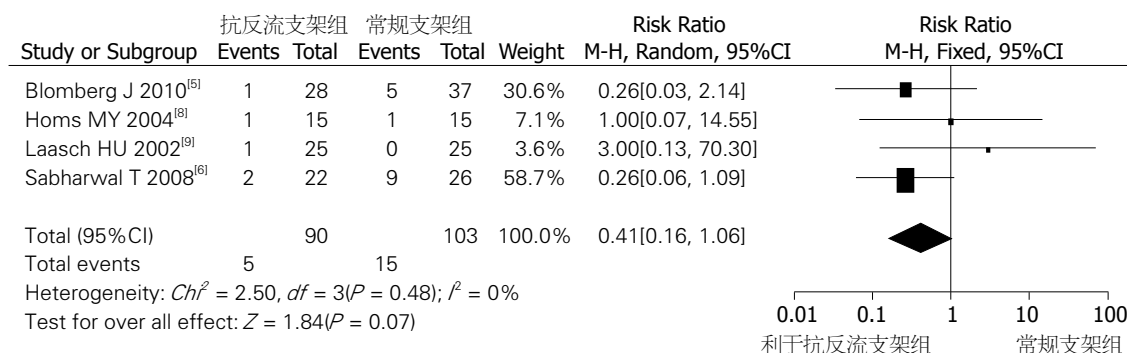 抗反流支架组 常规支架组 Risk Ratio Risk Ratio
Study or Subgroup Events Total Events Total Weight M-H, Random, 95%CI M-H, Fixed, 95%CI
Blomberg J 2010[5] 1 28 5 37 30.6% 0.26[0.03, 2.14]
Homs MY 2004[8] 1 15 1 15 7.1% 1.00[0.07, 14.55]
Laasch HU 2002[9] 1 25 0 25 3.6% 3.00[0.13, 70.30]
Sabharwal T 2008[6] 2 22 9 26 58.7% 0.26[0.06, 1.09]
Total (95%CI) 90 103 100.0% 0.41[0.16, 1.06]
Total events 5 15
Heterogeneity: Chi² = 2.50, df = 3(P = 0.48); I² = 0%
Test for over all effect: Z = 1.84(P = 0.07)
0.01 0.1 1 10 100
利于抗反流支架组 常规支架组